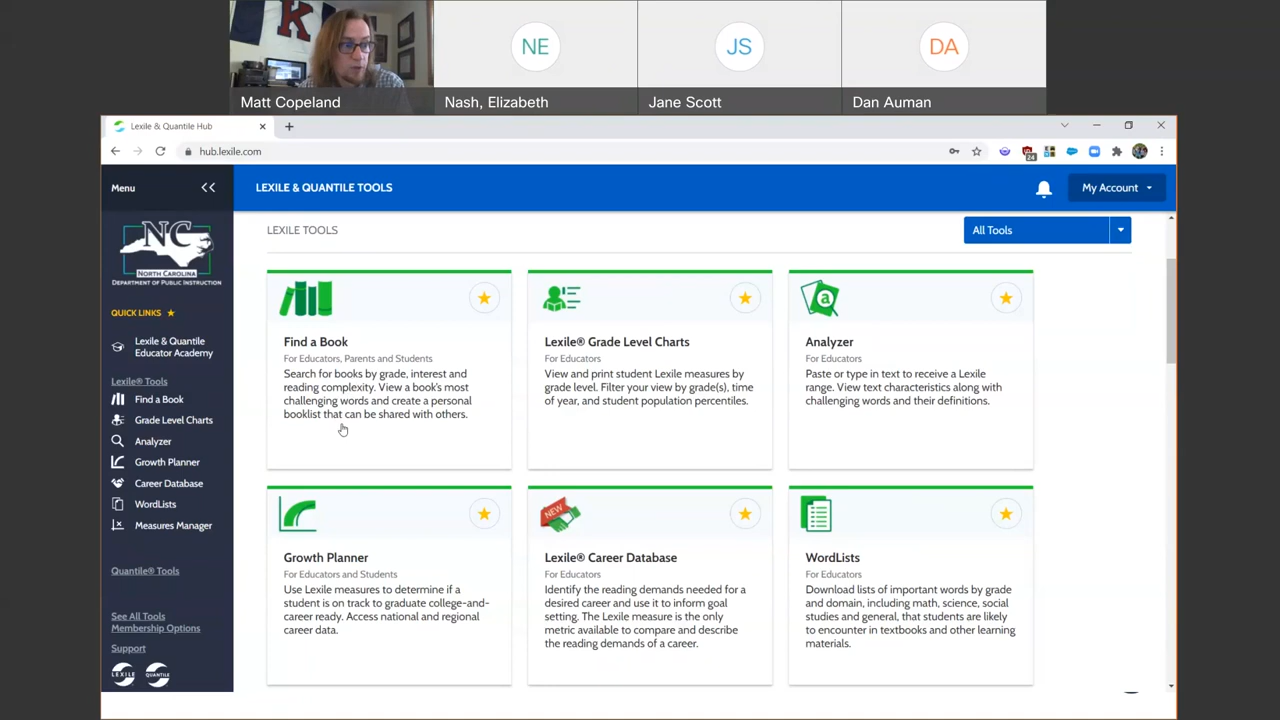 K
NE
JS
DA
Matt Copeland
Nash, Elizabeth
Jane Scott
Dan Auman
Lexile & Quantile Hub
hub.lexile.com
24
Menu
LEXILE & QUANTILE TOOLS
My Account
NC
NORTH CAROLINA
DEPARTMENT OF PUBLIC INSTRUCTION
QUICK LINKS
Lexile & Quantile
Educator Academy
Lexile® Tools
Find a Book
Grade Level Charts
Analyzer
Growth Planner
Career Database
WordLists
Measures Manager
Quantile® Tools
See All Tools
Membership Options
Support
LEXILE
QUANTILE
LEXILE TOOLS
All Tools
Find a Book
For Educators, Parents and Students
Search for books by grade, interest and
reading complexity. View a book's most
challenging words and create a personal
booklist that can be shared with others.
Lexile® Grade Level Charts
For Educators
View and print student Lexile measures by
grade level. Filter your view by grade(s), time
of year, and student population percentiles.
a
Analyzer
For Educators
Paste or type in text to receive a Lexile
range. View text characteristics along with
challenging words and their definitions.
Growth Planner
For Educators and Students
Use Lexile measures to determine if a
student is on track to graduate college-and-
career ready. Access national and regional
career data.
NEW
Lexile® Career Database
For Educators
Identify the reading demands needed for a
desired career and use it to inform goal
setting. The Lexile measure is the only
metric available to compare and describe
the reading demands of a career.
WordLists
For Educators
Download lists of important words by grade
and domain, including math, science, social
studies and general, that students are likely
to encounter in textbooks and other learning
materials.